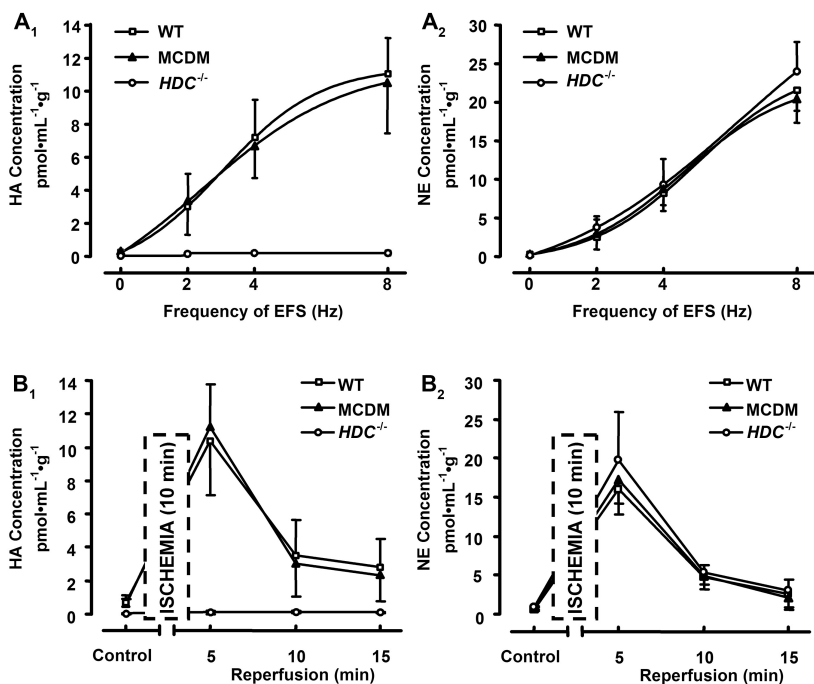 A1
HA Concentration
pmol•mL-1•g-1
14
12
10
8
6
4
2
0
WT
MCDM
HDC-/-
0 2 4 8
Frequency of EFS (Hz)
A2
NE Concentration
pmol•mL-1•g-1
30
25
20
15
10
5
0
WT
MCDM
HDC-/-
0 2 4 8
Frequency of EFS (Hz)
B1
HA Concentration
pmol•mL-1•g-1
14
12
10
8
6
4
2
0
WT
MCDM
HDC-/-
ISCHEMIA (10 min)
Control 5 10 15
Reperfusion (min)
B2
NE Concentration
pmol•mL-1•g-1
30
25
20
15
10
5
0
WT
MCDM
HDC-/-
ISCHEMIA (10 min)
Control 5 10 15
Reperfusion (min)